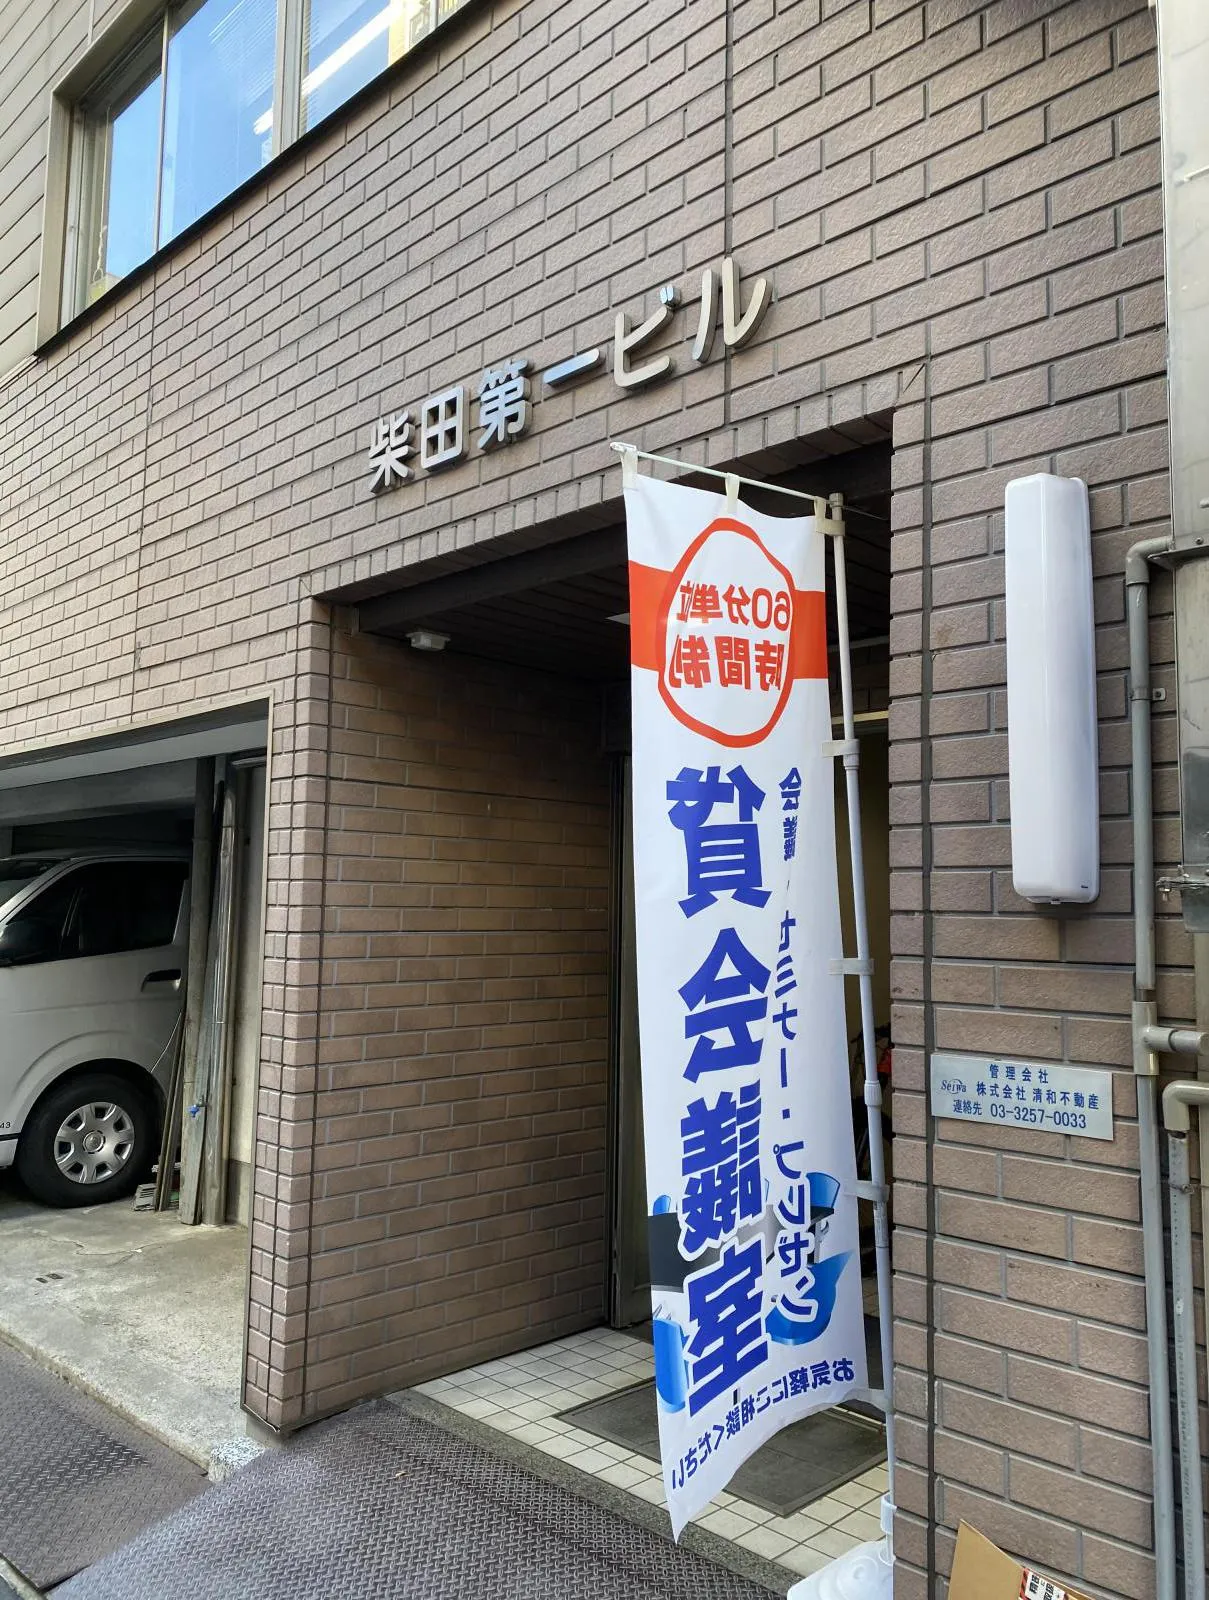 柴田第一ビル
60分単位
時間制
会議・セミナー・プレゼン
貸会議室
お気軽にご相談ください
管理会社
Seiwa 株式会社 清和不動産
連絡先 03-3257-0033
43